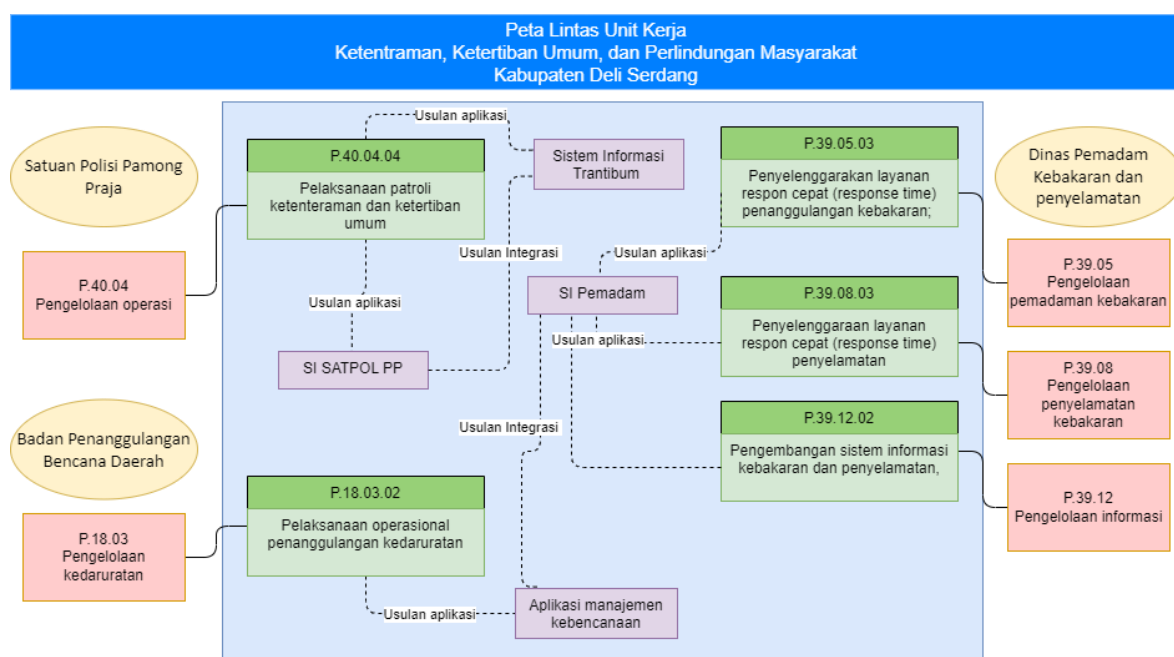 Peta Lintas Unit Kerja
Ketentraman, Ketertiban Umum, dan Perlindungan Masyarakat
Kabupaten Deli Serdang
Satuan Polisi Pamong
Praja
P.40.04
Pengelolaan operasi
Badan Penanggulangan
Bencana Daerah
P.18.03
Pengelolaan
kedaruratan
Usulan aplikasi
P.40.04.04
Pelaksanaan patroli
ketenteraman dan ketertiban
umum
Sistem Informasi
Trantibum
Usulan Integrasi
Usulan aplikasi
SI SATPOL PP
SI Pemadam
Usulan aplikasi
Usulan aplikasi
Usulan Integrasi
P.18.03.02
Pelaksanaan operasional
penanggulangan kedaruratan
Usulan aplikasi
Aplikasi manajemen
kebencanaan
P.39.05.03
Penyelenggarakan layanan
respon cepat (response time)
penanggulangan kebakaran;
P.39.08.03
Penyelenggaraan layanan
respon cepat (response time)
penyelamatan
P.39.12.02
Pengembangan sistem informasi
kebakaran dan penyelamatan,
Dinas Pemadam
Kebakaran dan
penyelamatan
P.39.05
Pengelolaan
pemadaman kebakaran
P.39.08
Pengelolaan
penyelamatan
kebakaran
P.39.12
Pengelolaan informasi